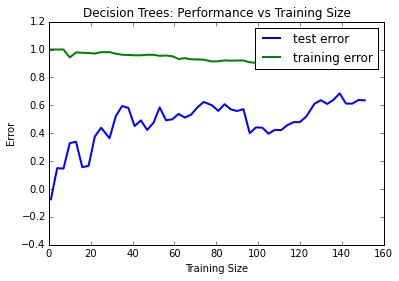 Decision Trees: Performance vs Training Size
test error
training error
Error
1.2
1.0
0.8
0.6
0.4
0.2
0.0
−0.2
−0.4
0 20 40 60 80 100 120 140 160
Training Size